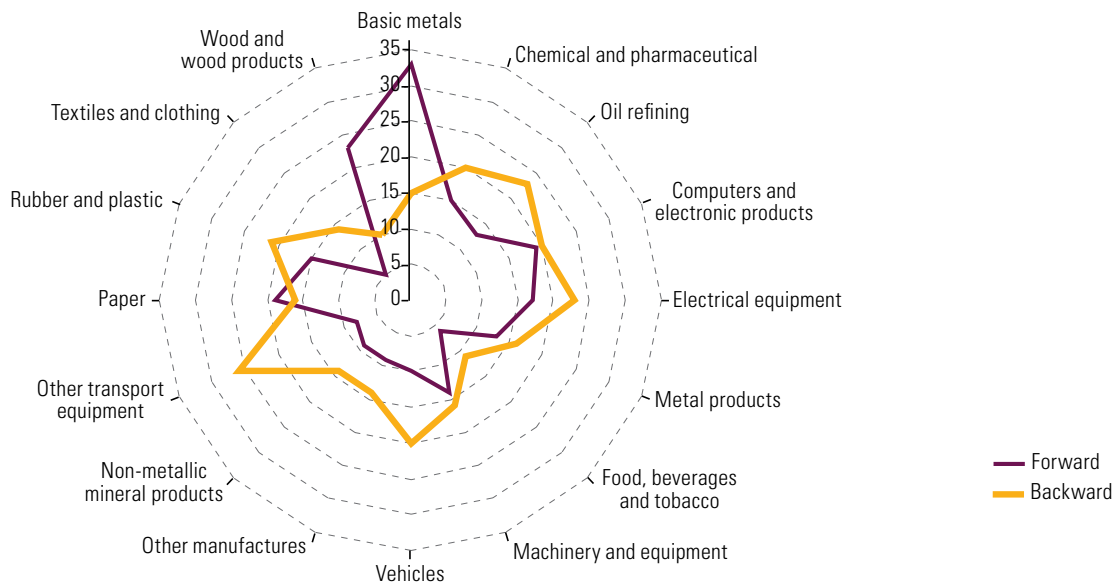 Basic metals
Wood and
wood products
Chemical and pharmaceutical
Textiles and clothing
Oil refining
Rubber and plastic
Computers and
electronic products
Paper
Electrical equipment
Other transport
equipment
Metal products
Non-metallic
mineral products
Food, beverages
and tobacco
Other manufactures
Machinery and equipment
Vehicles
35
30
25
20
15
10
5
0
Forward
Backward